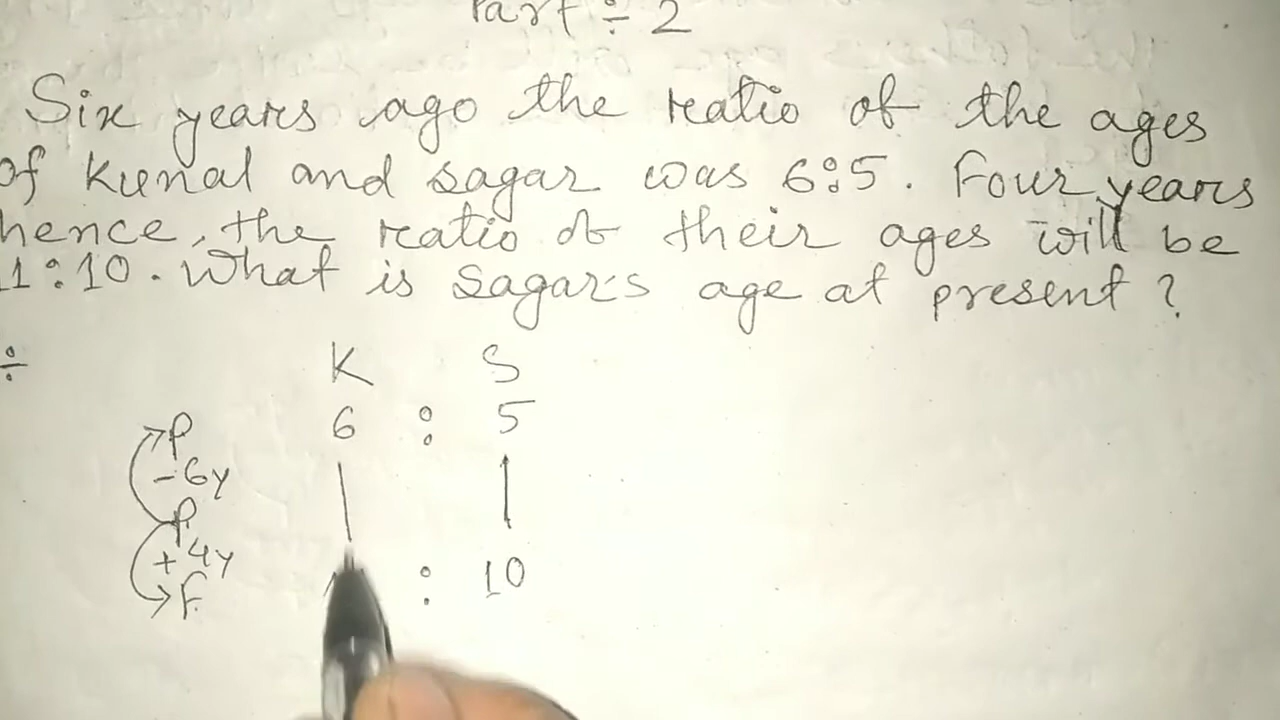 Part ÷ 2
Six years ago the ratio of the ages
of Kunal and sagar was 6:5. Four years
hence, the ratio of their ages will be
1:10. What is sagar's age at present ?
÷
K S
6 : 5
P
-6y
P
+4y
F.
: 10